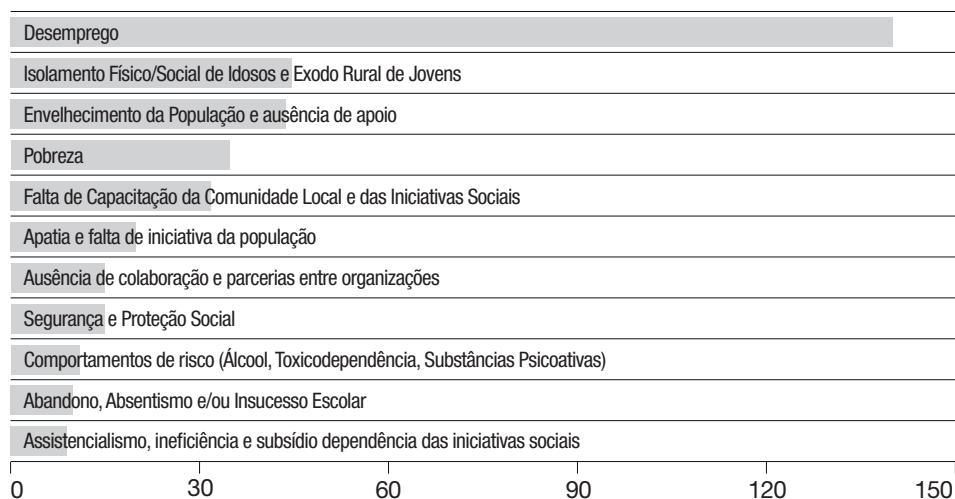 Desemprego
Isolamento Físico/Social de Idosos e Exodo Rural de Jovens
Envelhecimento da População e ausência de apoio
Pobreza
Falta de Capacitação da Comunidade Local e das Iniciativas Sociais
Apatia e falta de iniciativa da população
Ausência de colaboração e parcerias entre organizações
Segurança e Proteção Social
Comportamentos de risco (Álcool, Toxicodependência, Substâncias Psicoativas)
Abandono, Absentismo e/ou Insucesso Escolar
Assistencialismo, ineficiência e subsídio dependência das iniciativas sociais
0 30 60 90 120 150